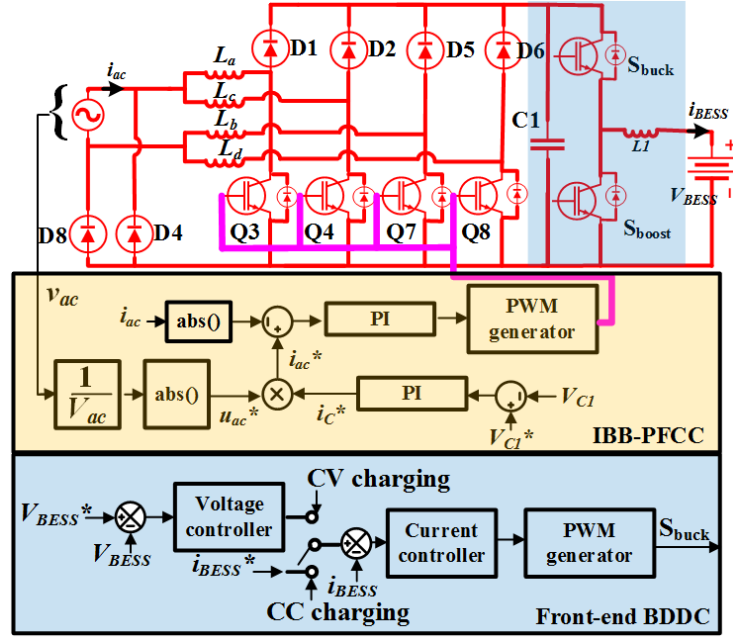 D1 D2 D5 D6
i_ac
L_a
L_c
L_b
L_d
C1
S_buck
i_BESS
L1
+
-
V_BESS
S_boost
D8 D4
Q3 Q4 Q7 Q8
v_ac
i_ac
abs()
PI
PWM generator
i_ac*
1/V_ac
abs()
u_ac*
i_C*
PI
V_C1
V_C1*
IBB-PFCC
V_BESS*
V_BESS
Voltage controller
CV charging
i_BESS*
CC charging
i_BESS
Current controller
PWM generator
S_buck
Front-end BDDC